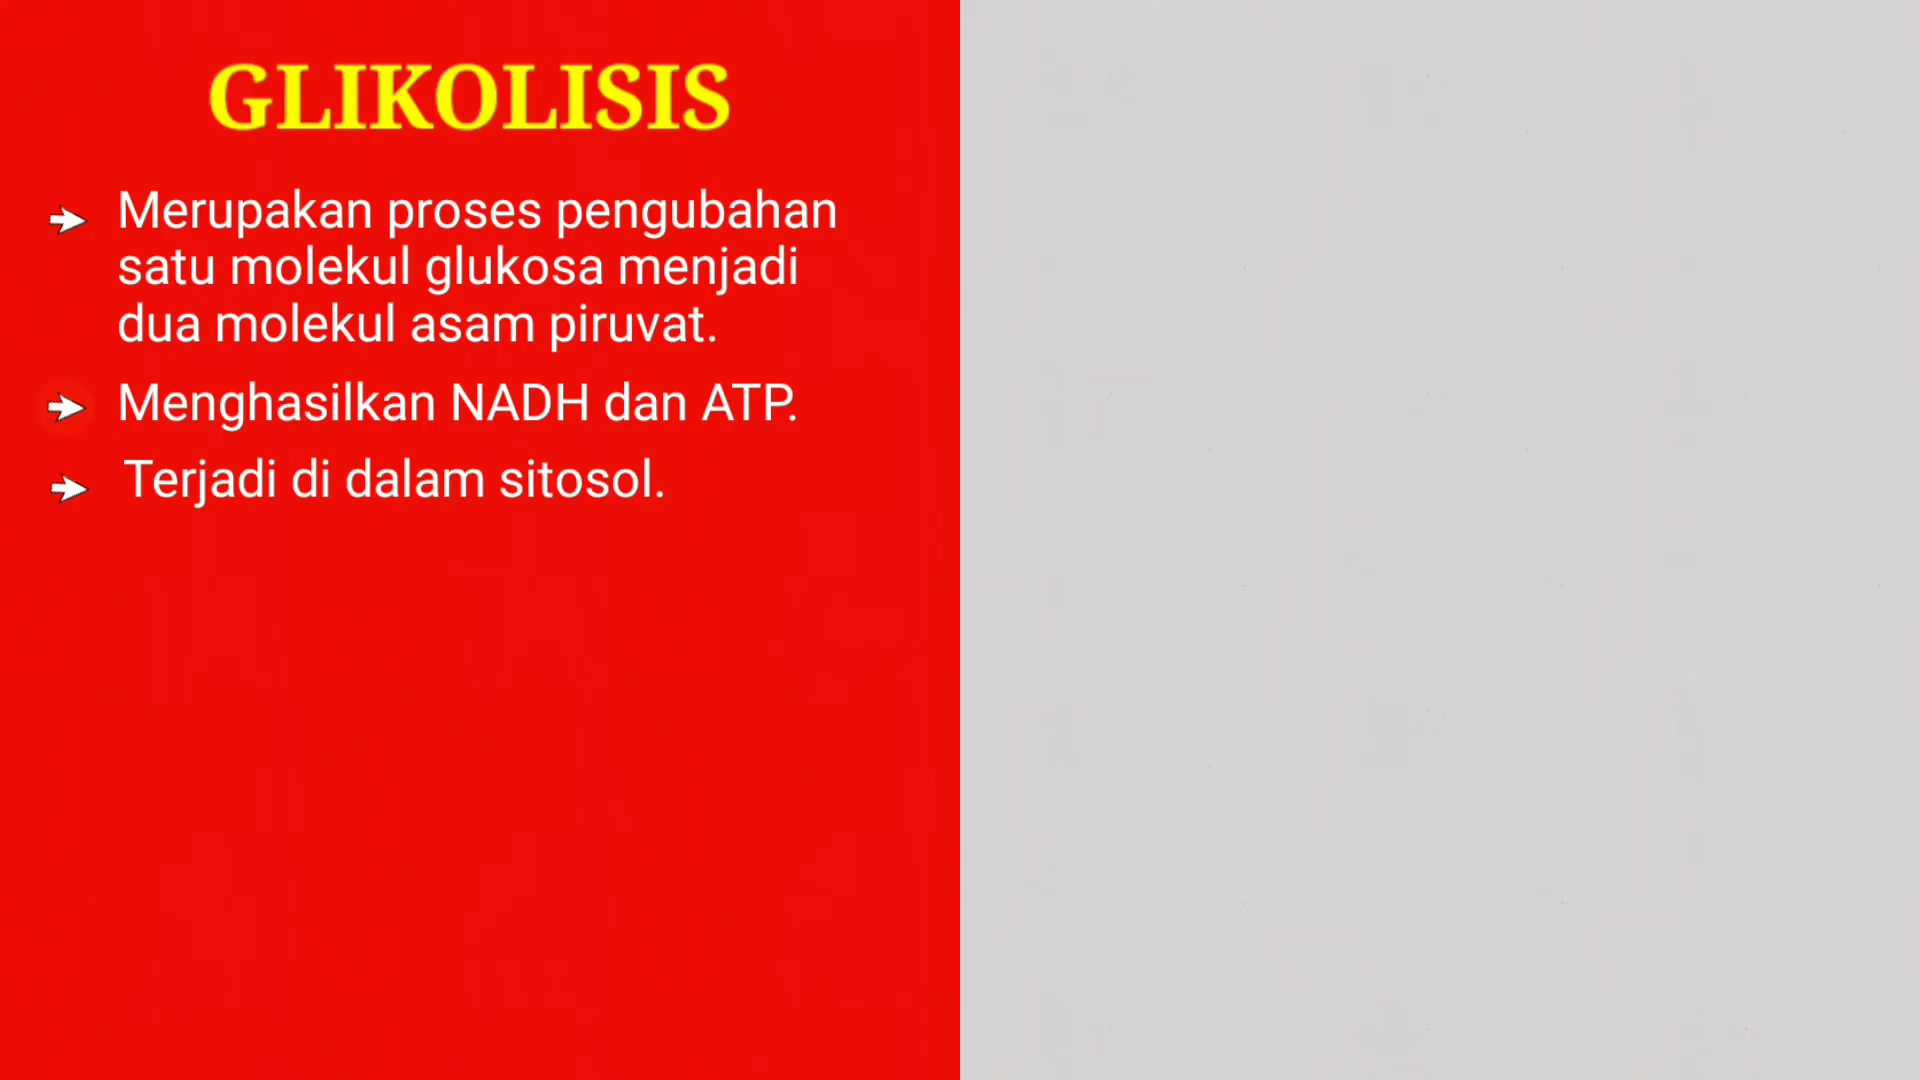 GLIKOLISIS
Merupakan proses pengubahan
satu molekul glukosa menjadi
dua molekul asam piruvat.
Menghasilkan NADH dan ATP.
Terjadi di dalam sitosol.